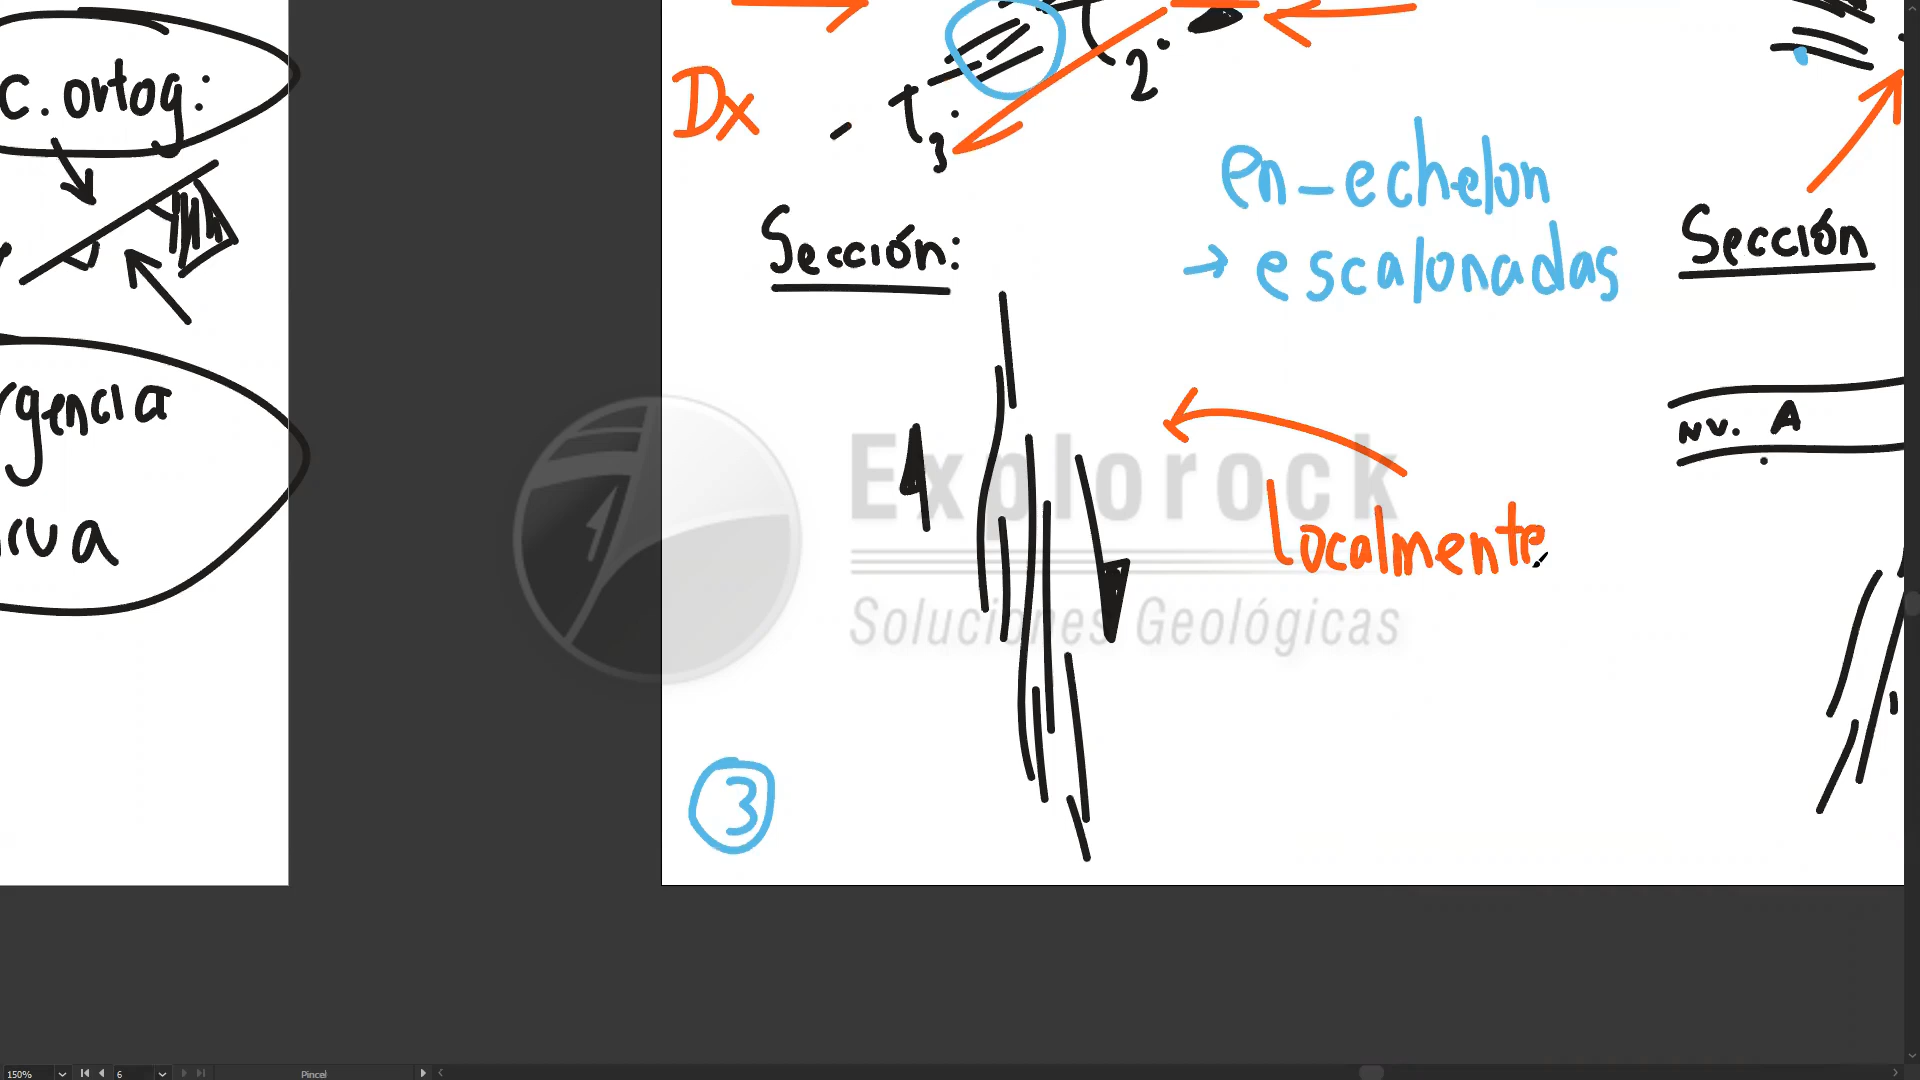 c. ortog:
rgencia
rva
Dx
T3.
T2.
en-echelon
→ escalonadas
Sección:
Localmente
3
Sección
NV. A
Explorock
Soluciones Geológicas
150%
6
Pincel